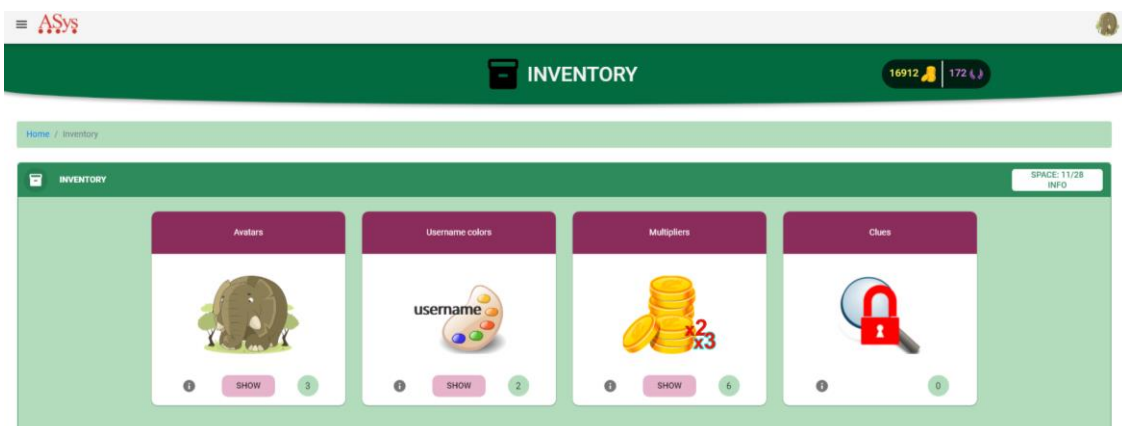 ASys
INVENTORY
16912 172
Home / Inventory
INVENTORY
SPACE: 11/28
INFO
Avatars
Username colors
Multipliers
Clues
username
x2
x3
SHOW 3
SHOW 2
SHOW 6
0